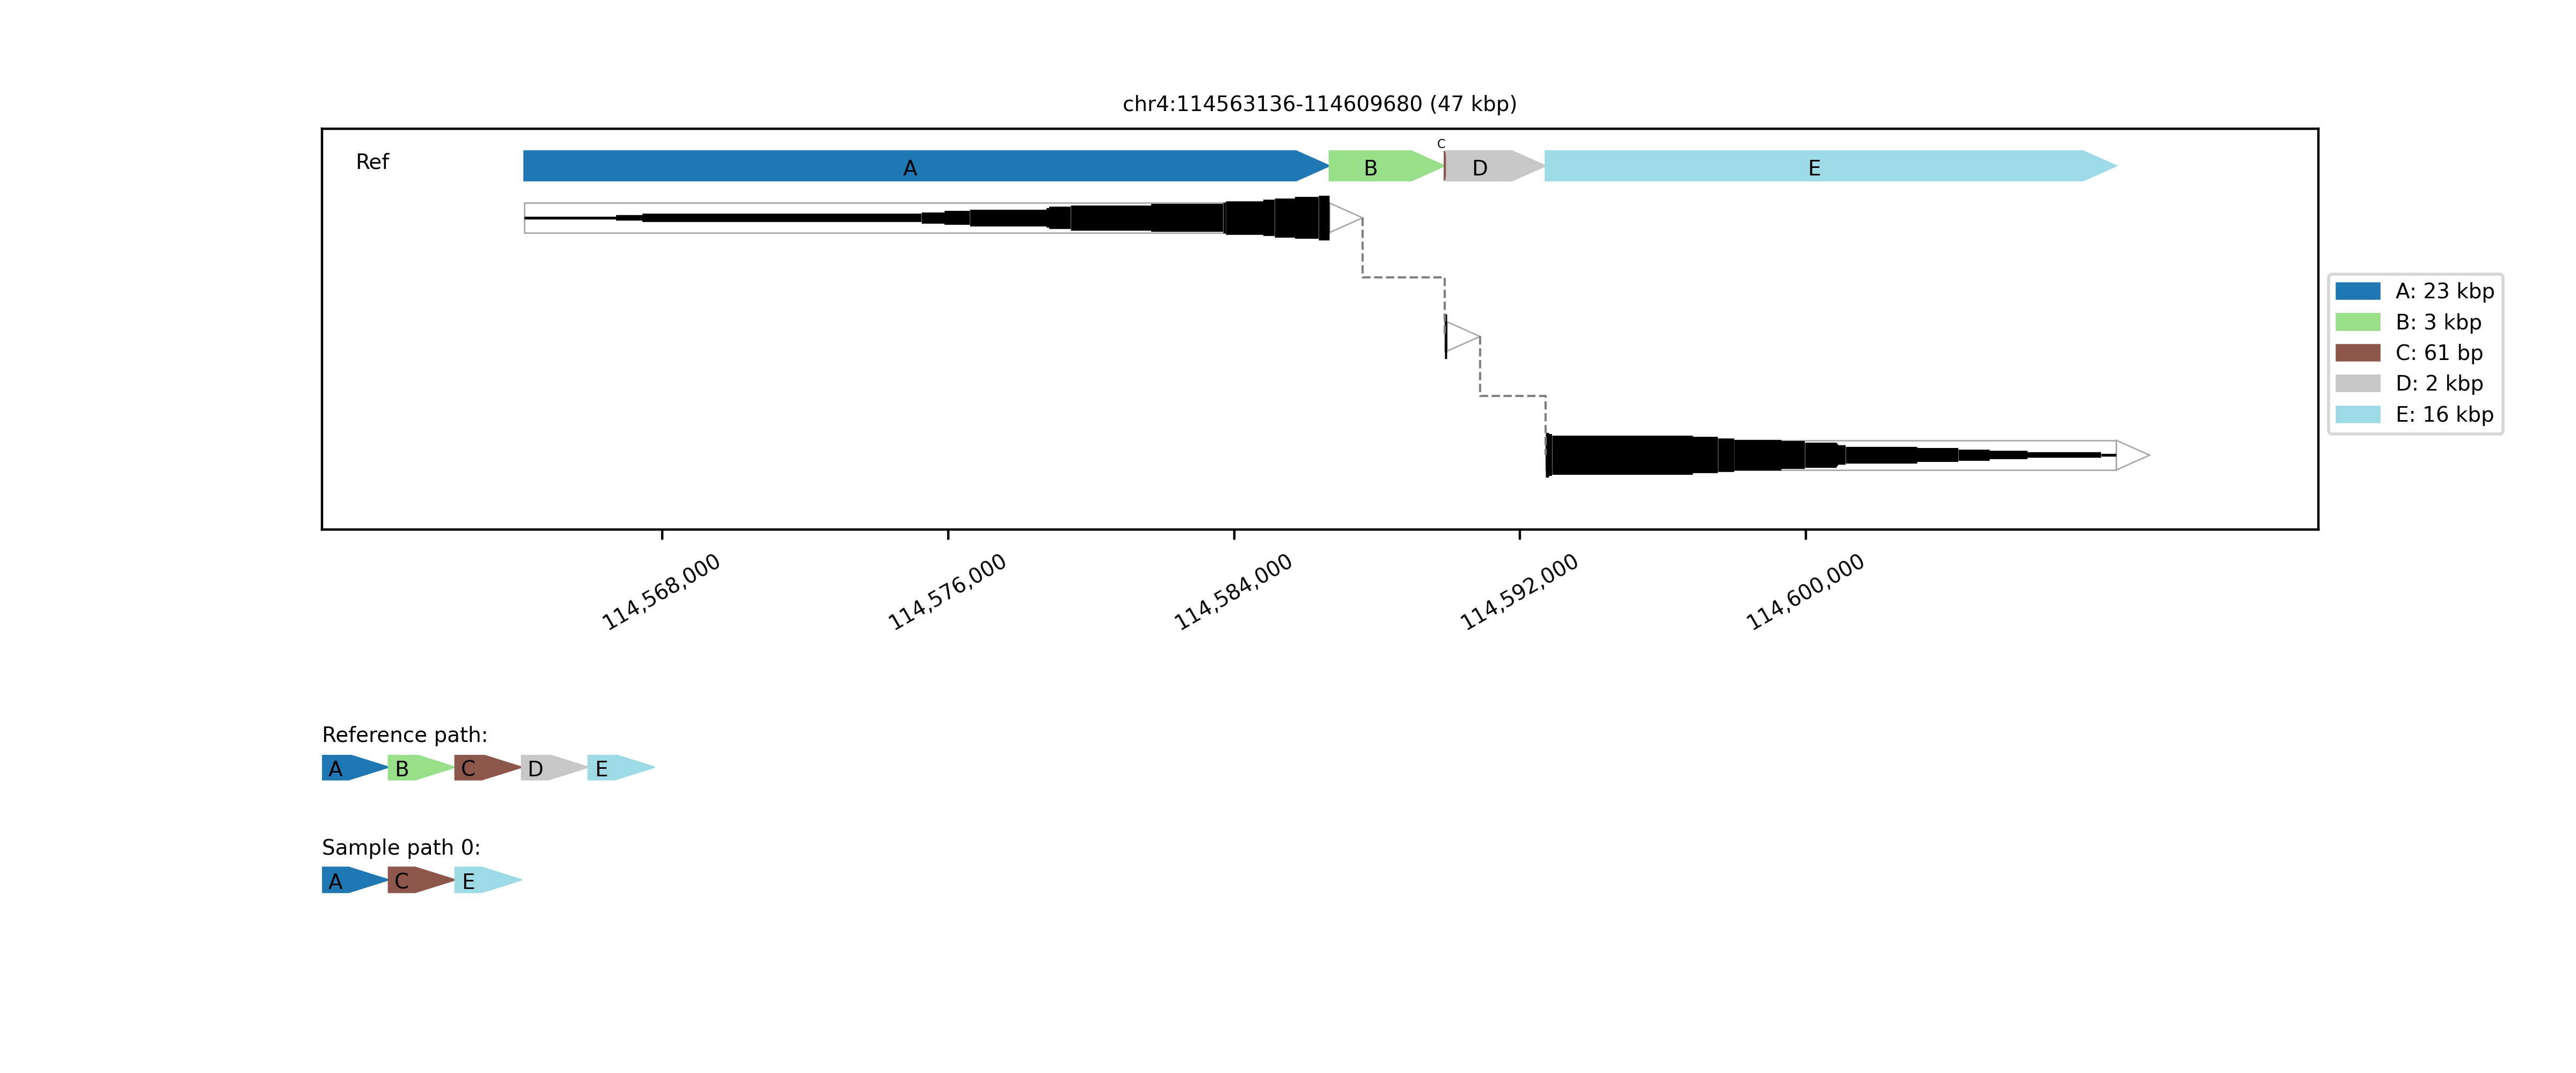 chr4:114563136-114609680 (47 kbp)
Ref
A
B
C
D
E
A: 23 kbp
B: 3 kbp
C: 61 bp
D: 2 kbp
E: 16 kbp
114,568,000
114,576,000
114,584,000
114,592,000
114,600,000
Reference path:
A B C D E
Sample path 0:
A C E